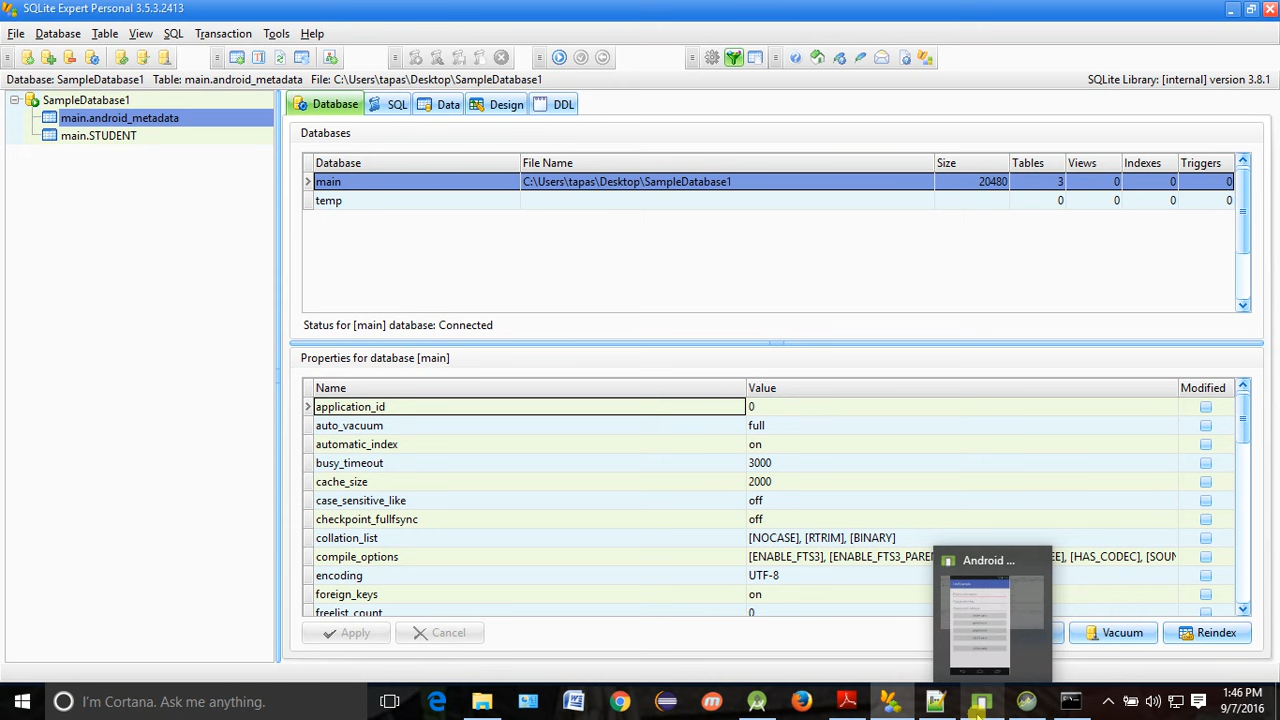 SQLite Expert Personal 3.5.3.2413
File Database Table View SQL Transaction Tools Help
Database: SampleDatabase1 Table: main.android_metadata File: C:\Users\tapas\Desktop\SampleDatabase1 SQLite Library: [internal] version 3.8.1
SampleDatabase1
main.android_metadata
main.STUDENT
Database SQL Data Design DDL
Databases
Database File Name Size Tables Views Indexes Triggers
main C:\Users\tapas\Desktop\SampleDatabase1 20480 3 0 0 0
temp 0 0 0 0
Status for [main] database: Connected
Properties for database [main]
Name Value Modified
application_id 0
auto_vacuum full
automatic_index on
busy_timeout 3000
cache_size 2000
case_sensitive_like off
checkpoint_fullfsync off
collation_list [NOCASE], [RTRIM], [BINARY]
compile_options [ENABLE_FTS3], [ENABLE_FTS3_PAREN [HAS_CODEC], [SOUN
encoding UTF-8
foreign_keys on
freelist_count 0
Android ...
Apply Cancel Vacuum Reindex
I'm Cortana. Ask me anything.
1:46 PM
9/7/2016